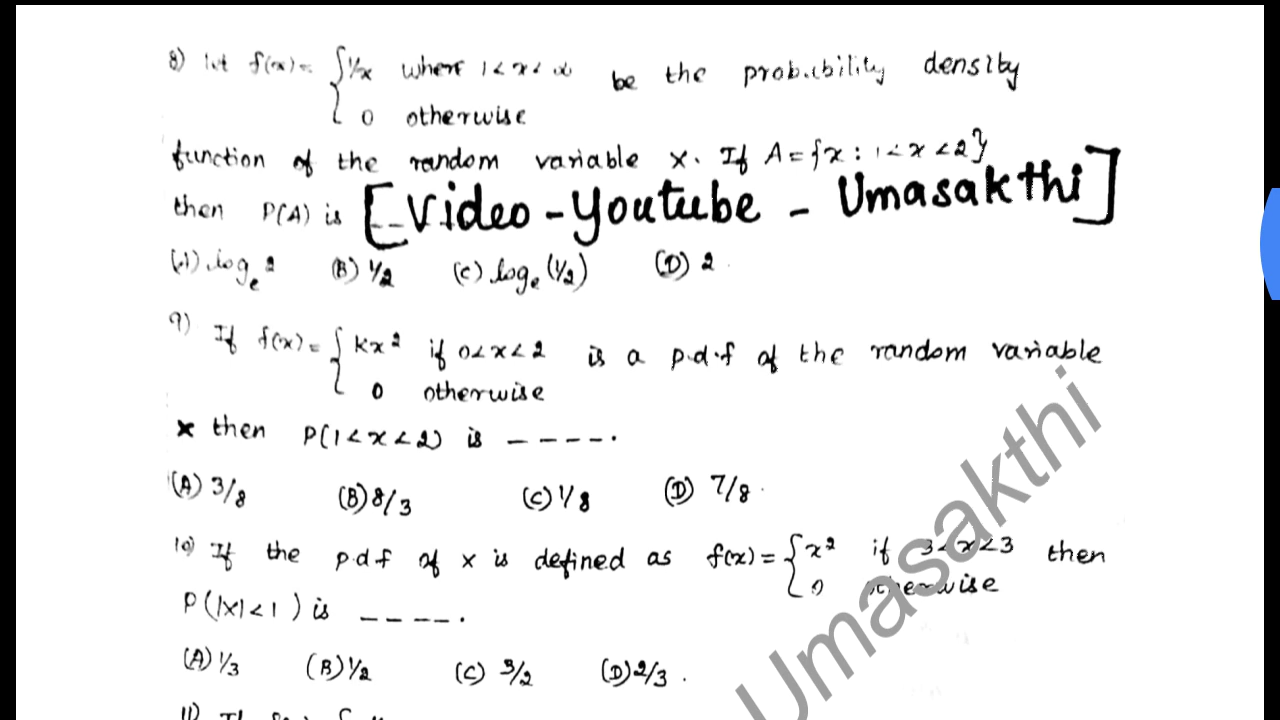 8) let f(x) = { 1/x where 1 < x < ∞ be the probability density
0 otherwise
function of the random variable x. If A = {x : 1 < x < 2}
then P(A) is [ -- Video - Youtube - Umasakthi ]
(A) logₑ 2 (B) 1/2 (C) logₑ (1/2) (D) 2
9) If f(x) = { kx² if 0 < x < 2 is a p.d.f of the random variable
0 otherwise
x then P(1 < x < 2) is ----.
(A) 3/8 (B) 8/3 (C) 1/8 (D) 7/8
10) If the p.d.f of x is defined as f(x) = { x² if 3 < x < 3 then
0 otherwise
P(|x| < 1) is ----.
(A) 1/3 (B) 1/2 (C) 3/2 (D) 2/3.
Umasakthi
11)